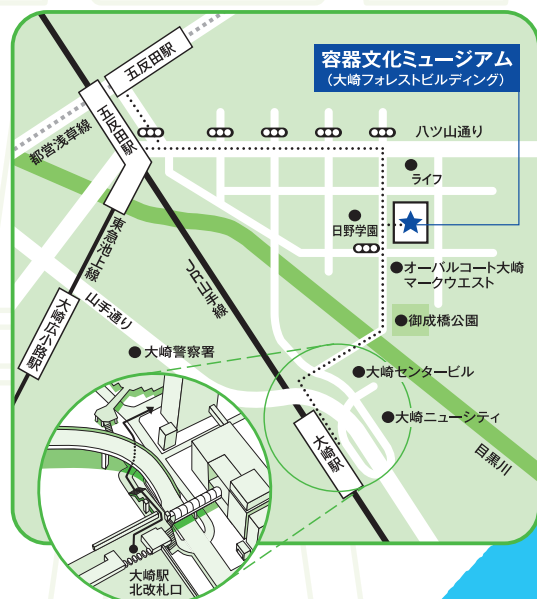 五反田駅
容器文化ミュージアム
(大崎フォレストビルディング)
五反田駅
都営浅草線
八ツ山通り
ライフ
日野学園
東急池上線
JR山手線
オーバルコート大崎
マークウエスト
山手通り
大崎広小路駅
御成橋公園
大崎警察署
大崎センタービル
大崎ニューシティ
大崎駅
目黒川
大崎駅
北改札口